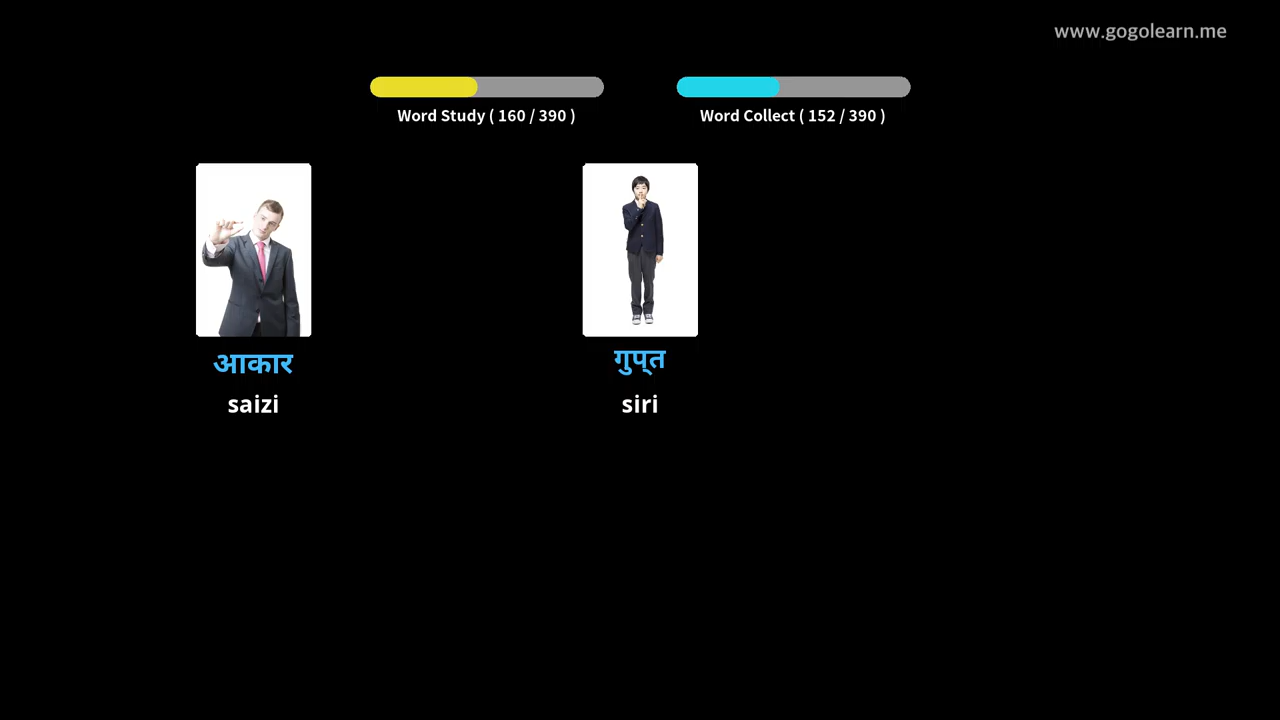 www.gogolearn.me
Word Study ( 160 / 390 )
Word Collect ( 152 / 390 )
आकार
saizi
गुप्त
siri